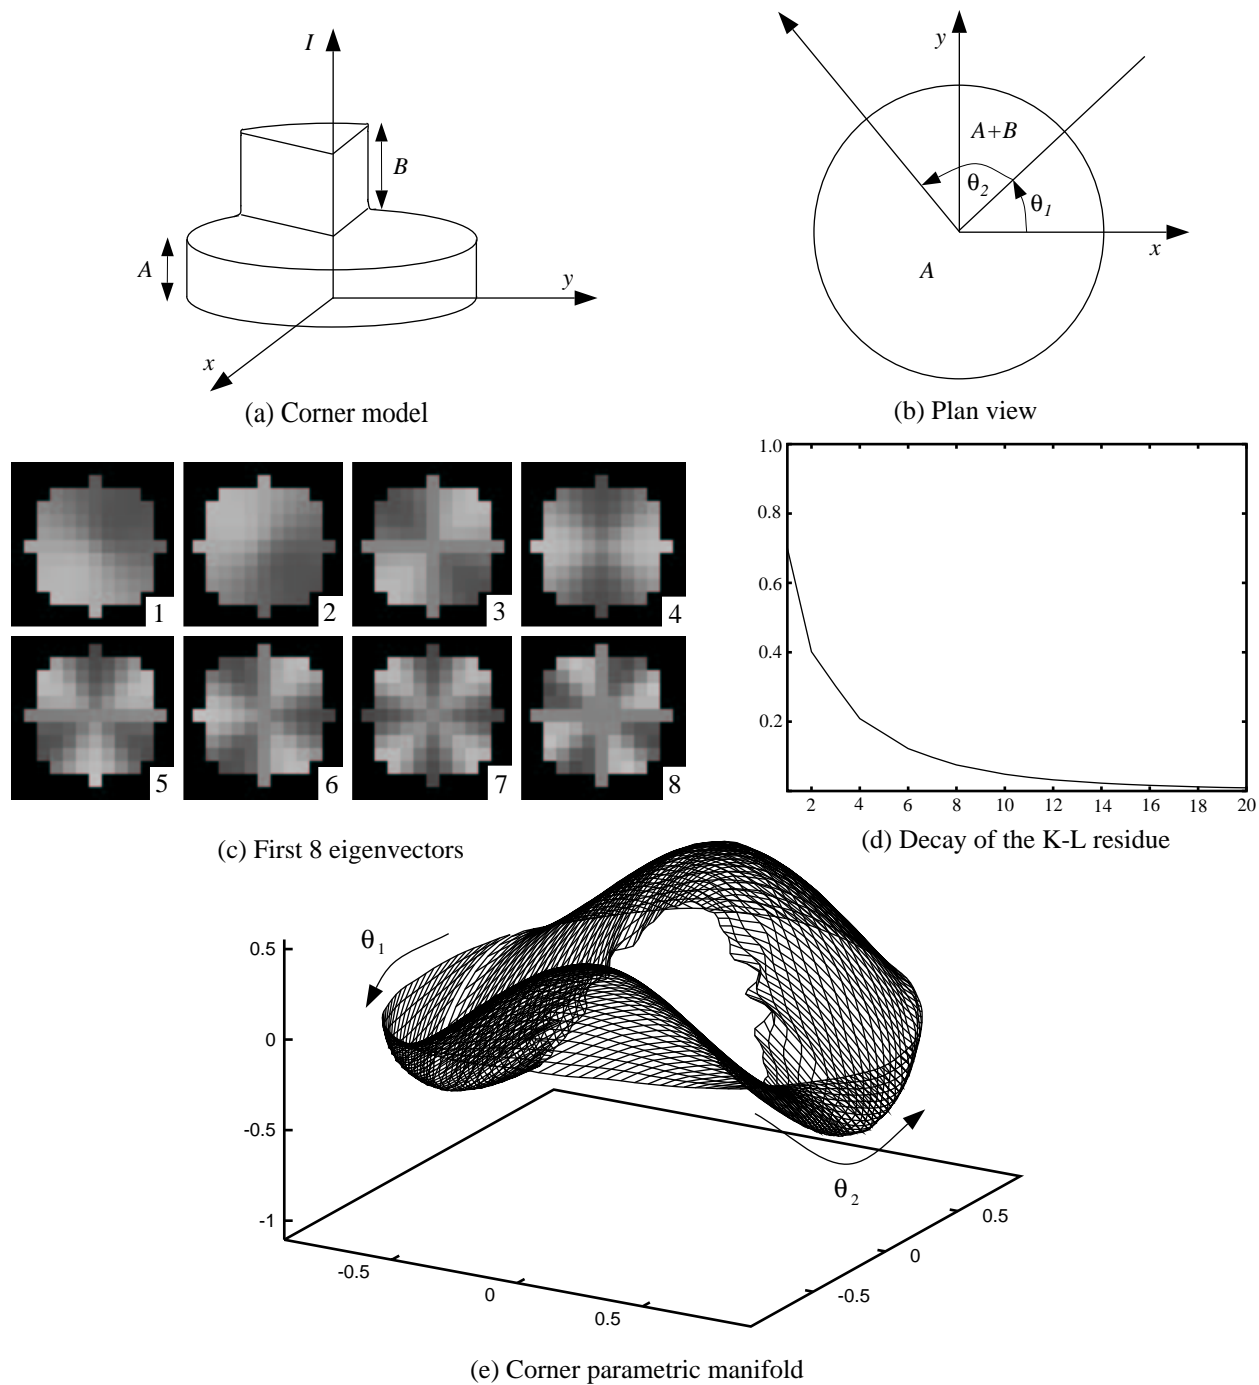 I
B
A
y
x
(a) Corner model
y
A+B
θ2
θ1
x
A
(b) Plan view
1 2 3 4
5 6 7 8
(c) First 8 eigenvectors
1.0
0.8
0.6
0.4
0.2
2 4 6 8 10 12 14 16 18 20
(d) Decay of the K-L residue
θ1
0.5
0
-0.5
-1
θ2
-0.5 0 0.5
-0.5 0 0.5
(e) Corner parametric manifold